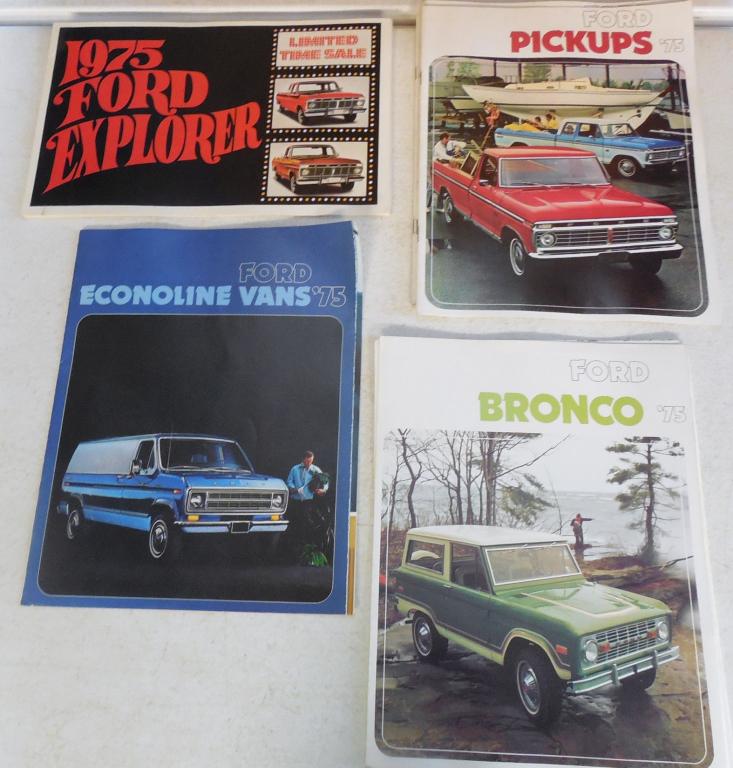 1975
FORD
EXPLORER
LIMITED
TIME SALE
FORD
PICKUPS '75
FORD
ECONOLINE VANS '75
FORD
BRONCO '75